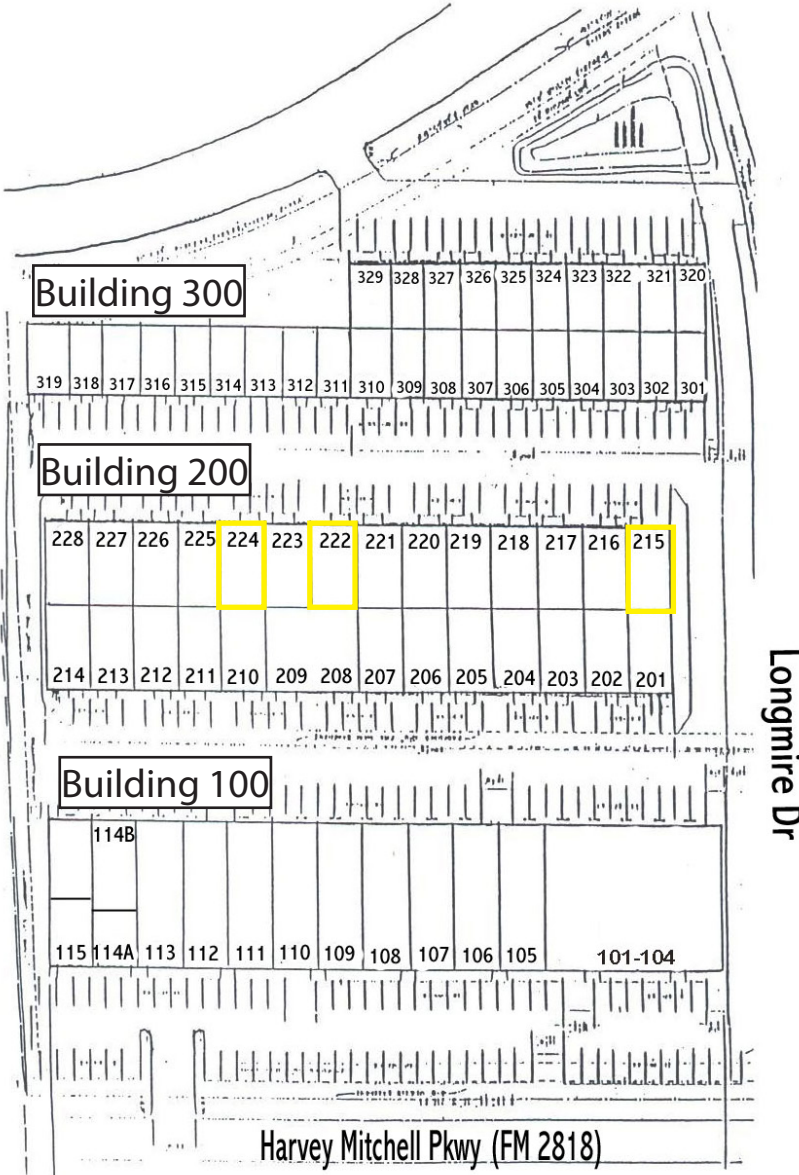 329 328 327 326 325 324 323 322 321 320
Building 300
319 318 317 316 315 314 313 312 311 310 309 308 307 306 305 304 303 302 301
Building 200
228 227 226 225 224 223 222 221 220 219 218 217 216 215
214 213 212 211 210 209 208 207 206 205 204 203 202 201
Longmire Dr
Building 100
114B
115 114A 113 112 111 110 109 108 107 106 105 101-104
Harvey Mitchell Pkwy (FM 2818)